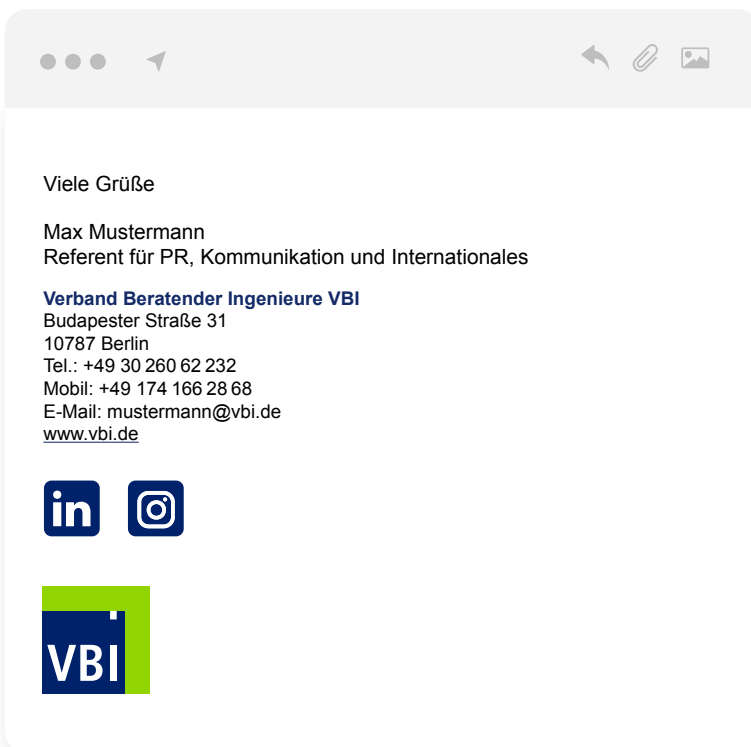 Viele Grüße
Max Mustermann
Referent für PR, Kommunikation und Internationales
Verband Beratender Ingenieure VBI
Budapester Straße 31
10787 Berlin
Tel.: +49 30 260 62 232
Mobil: +49 174 166 28 68
E-Mail: mustermann@vbi.de
www.vbi.de
in
VBI